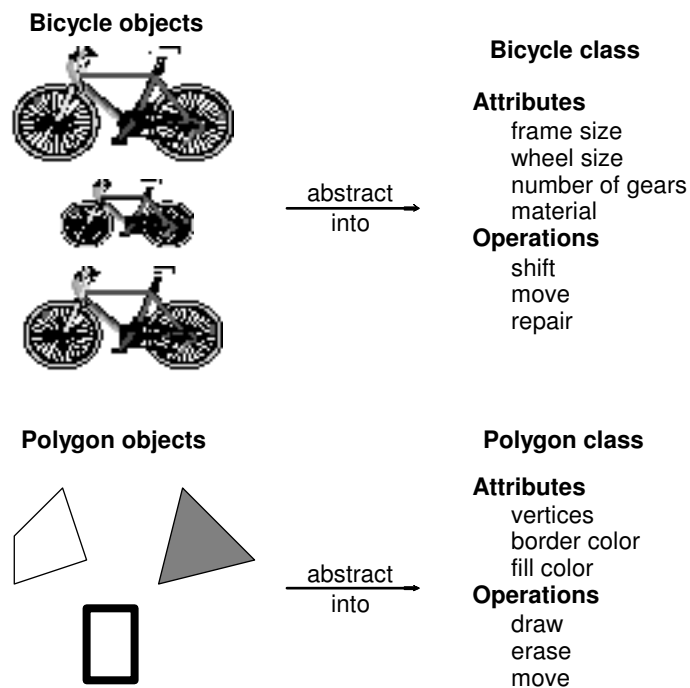 Bicycle objects
Bicycle class
Attributes
frame size
wheel size
number of gears
material
Operations
shift
move
repair
abstract
into
Polygon objects
Polygon class
Attributes
vertices
border color
fill color
Operations
draw
erase
move
abstract
into